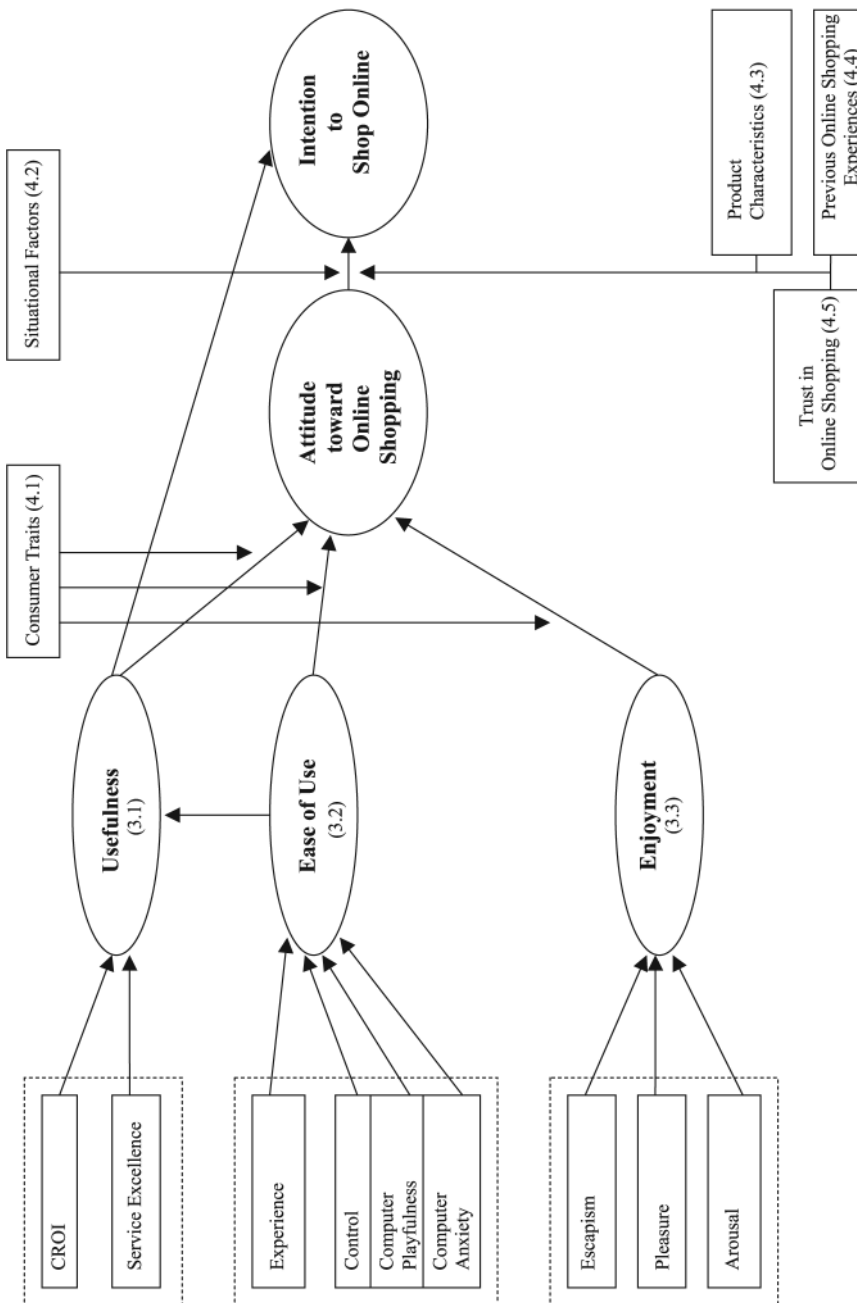 CROI
Service Excellence
Experience
Control
Computer
Playfulness
Computer
Anxiety
Escapism
Pleasure
Arousal
Usefulness
(3.1)
Ease of Use
(3.2)
Enjoyment
(3.3)
Consumer Traits (4.1)
Attitude
toward
Online
Shopping
Situational Factors (4.2)
Intention
to
Shop Online
Product
Characteristics (4.3)
Previous Online Shopping
Experiences (4.4)
Trust in
Online Shopping (4.5)